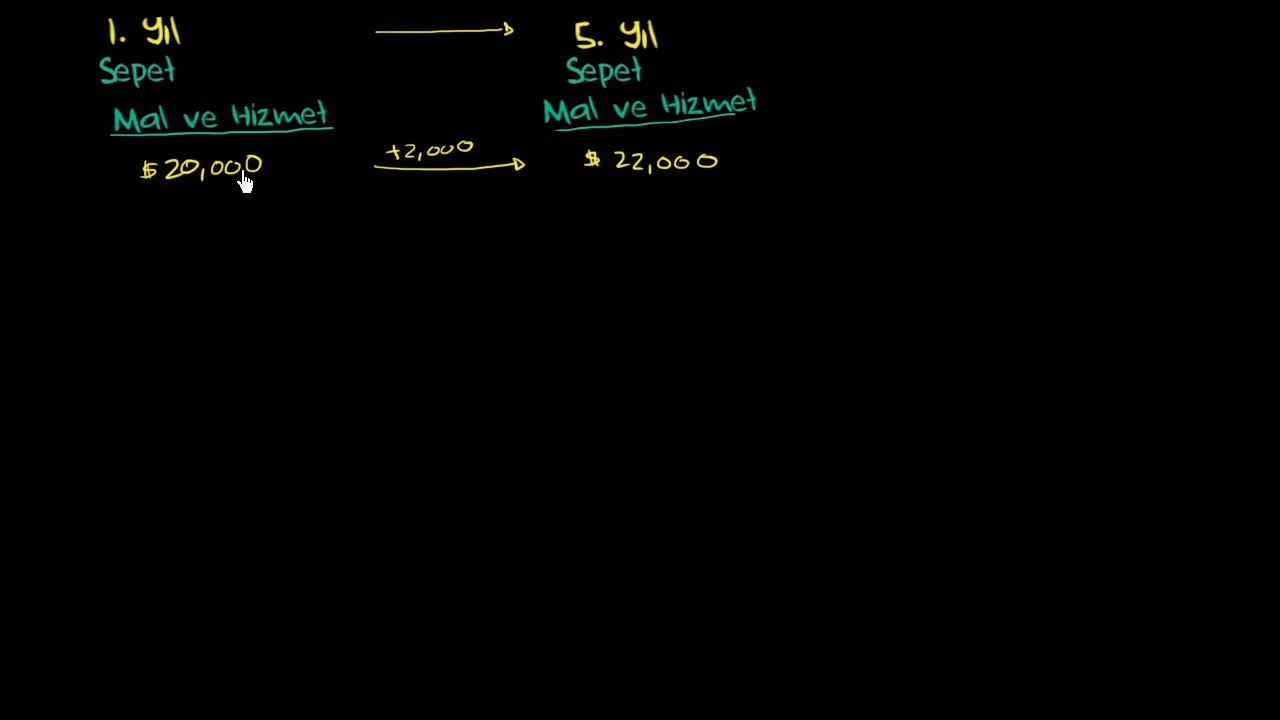 1. Yıl
5. Yıl
Sepet
Sepet
Mal ve Hizmet
Mal ve Hizmet
$20,000
+2,000
$22,000